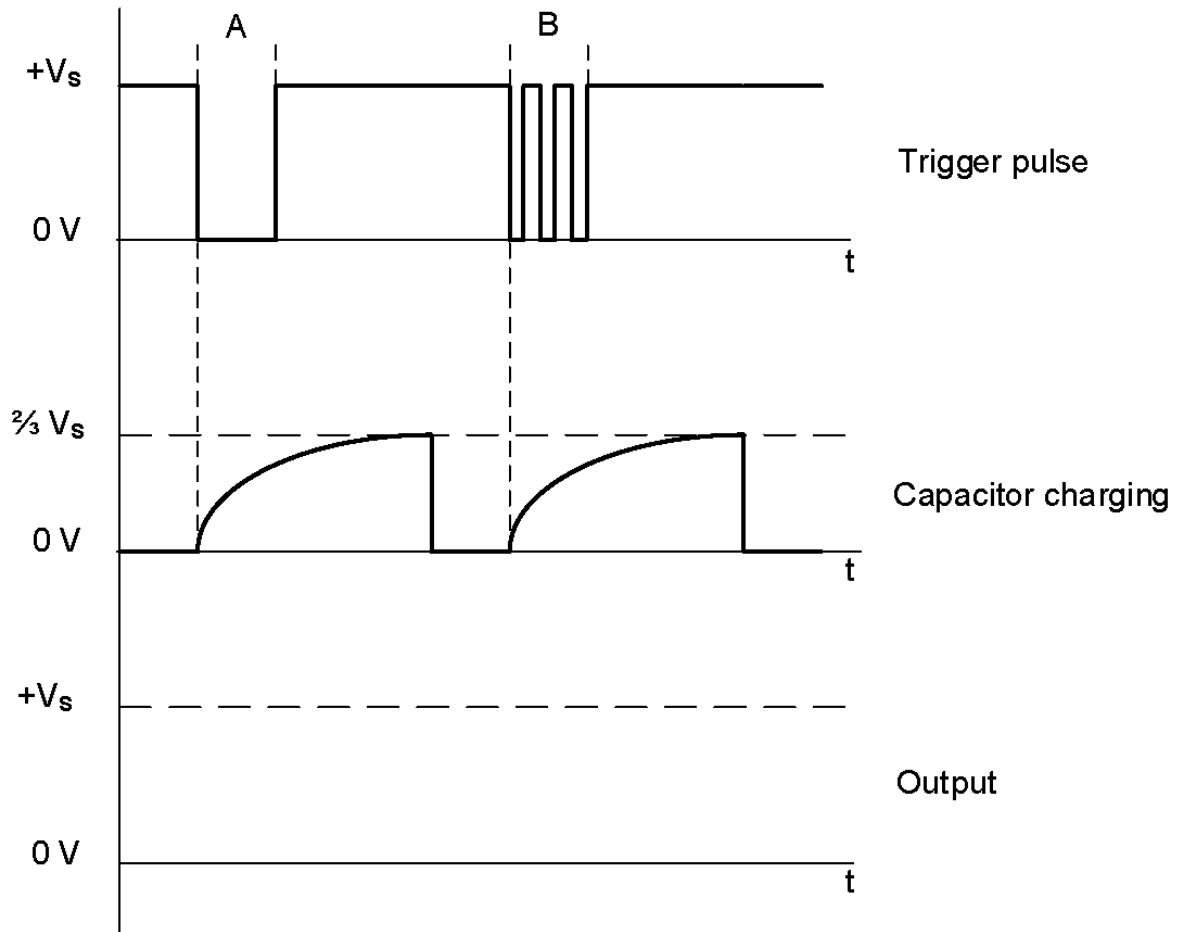 A
B
+Vs
Trigger pulse
0 V
t
⅔ Vs
Capacitor charging
0 V
t
+Vs
Output
0 V
t